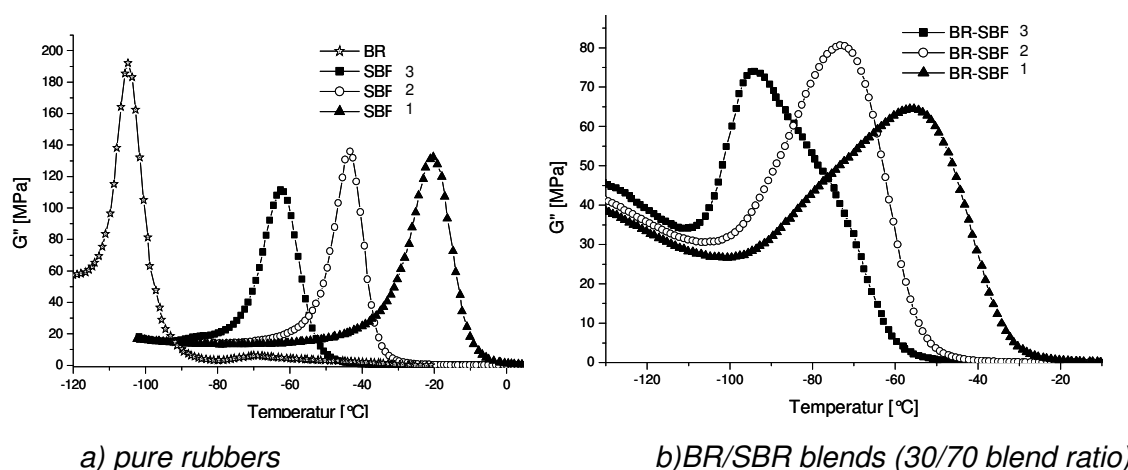 200
180
160
140
120
100
80
60
40
20
0
G" [MPa]
-120 -100 -80 -60 -40 -20 0
Temperatur [°C]
BR
SBF 3
SBF 2
SBF 1
a) pure rubbers
80
70
60
50
40
30
20
10
0
G" [MPa]
-120 -100 -80 -60 -40 -20
Temperatur [°C]
BR-SBF 3
BR-SBF 2
BR-SBF 1
b)BR/SBR blends (30/70 blend ratio)